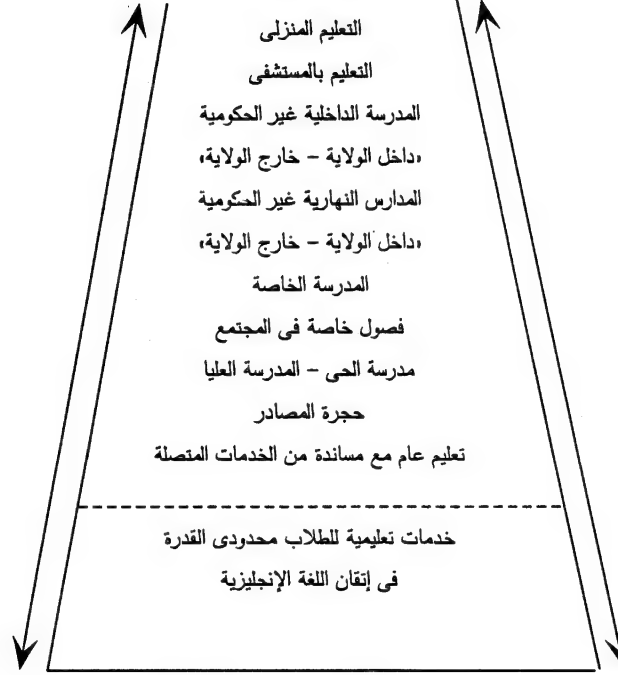 التعليم المنزلى
التعليم بالمستشفى
المدرسة الداخلية غير الحكومية
«داخل الولاية – خارج الولاية»
المدارس النهارية غير الحكومية
«داخل الولاية – خارج الولاية»
المدرسة الخاصة
فصول خاصة فى المجتمع
مدرسة الحى – المدرسة العليا
حجرة المصادر
تعليم عام مع مساندة من الخدمات المتصلة
خدمات تعليمية للطلاب محدودى القدرة
فى إتقان اللغة الإنجليزية